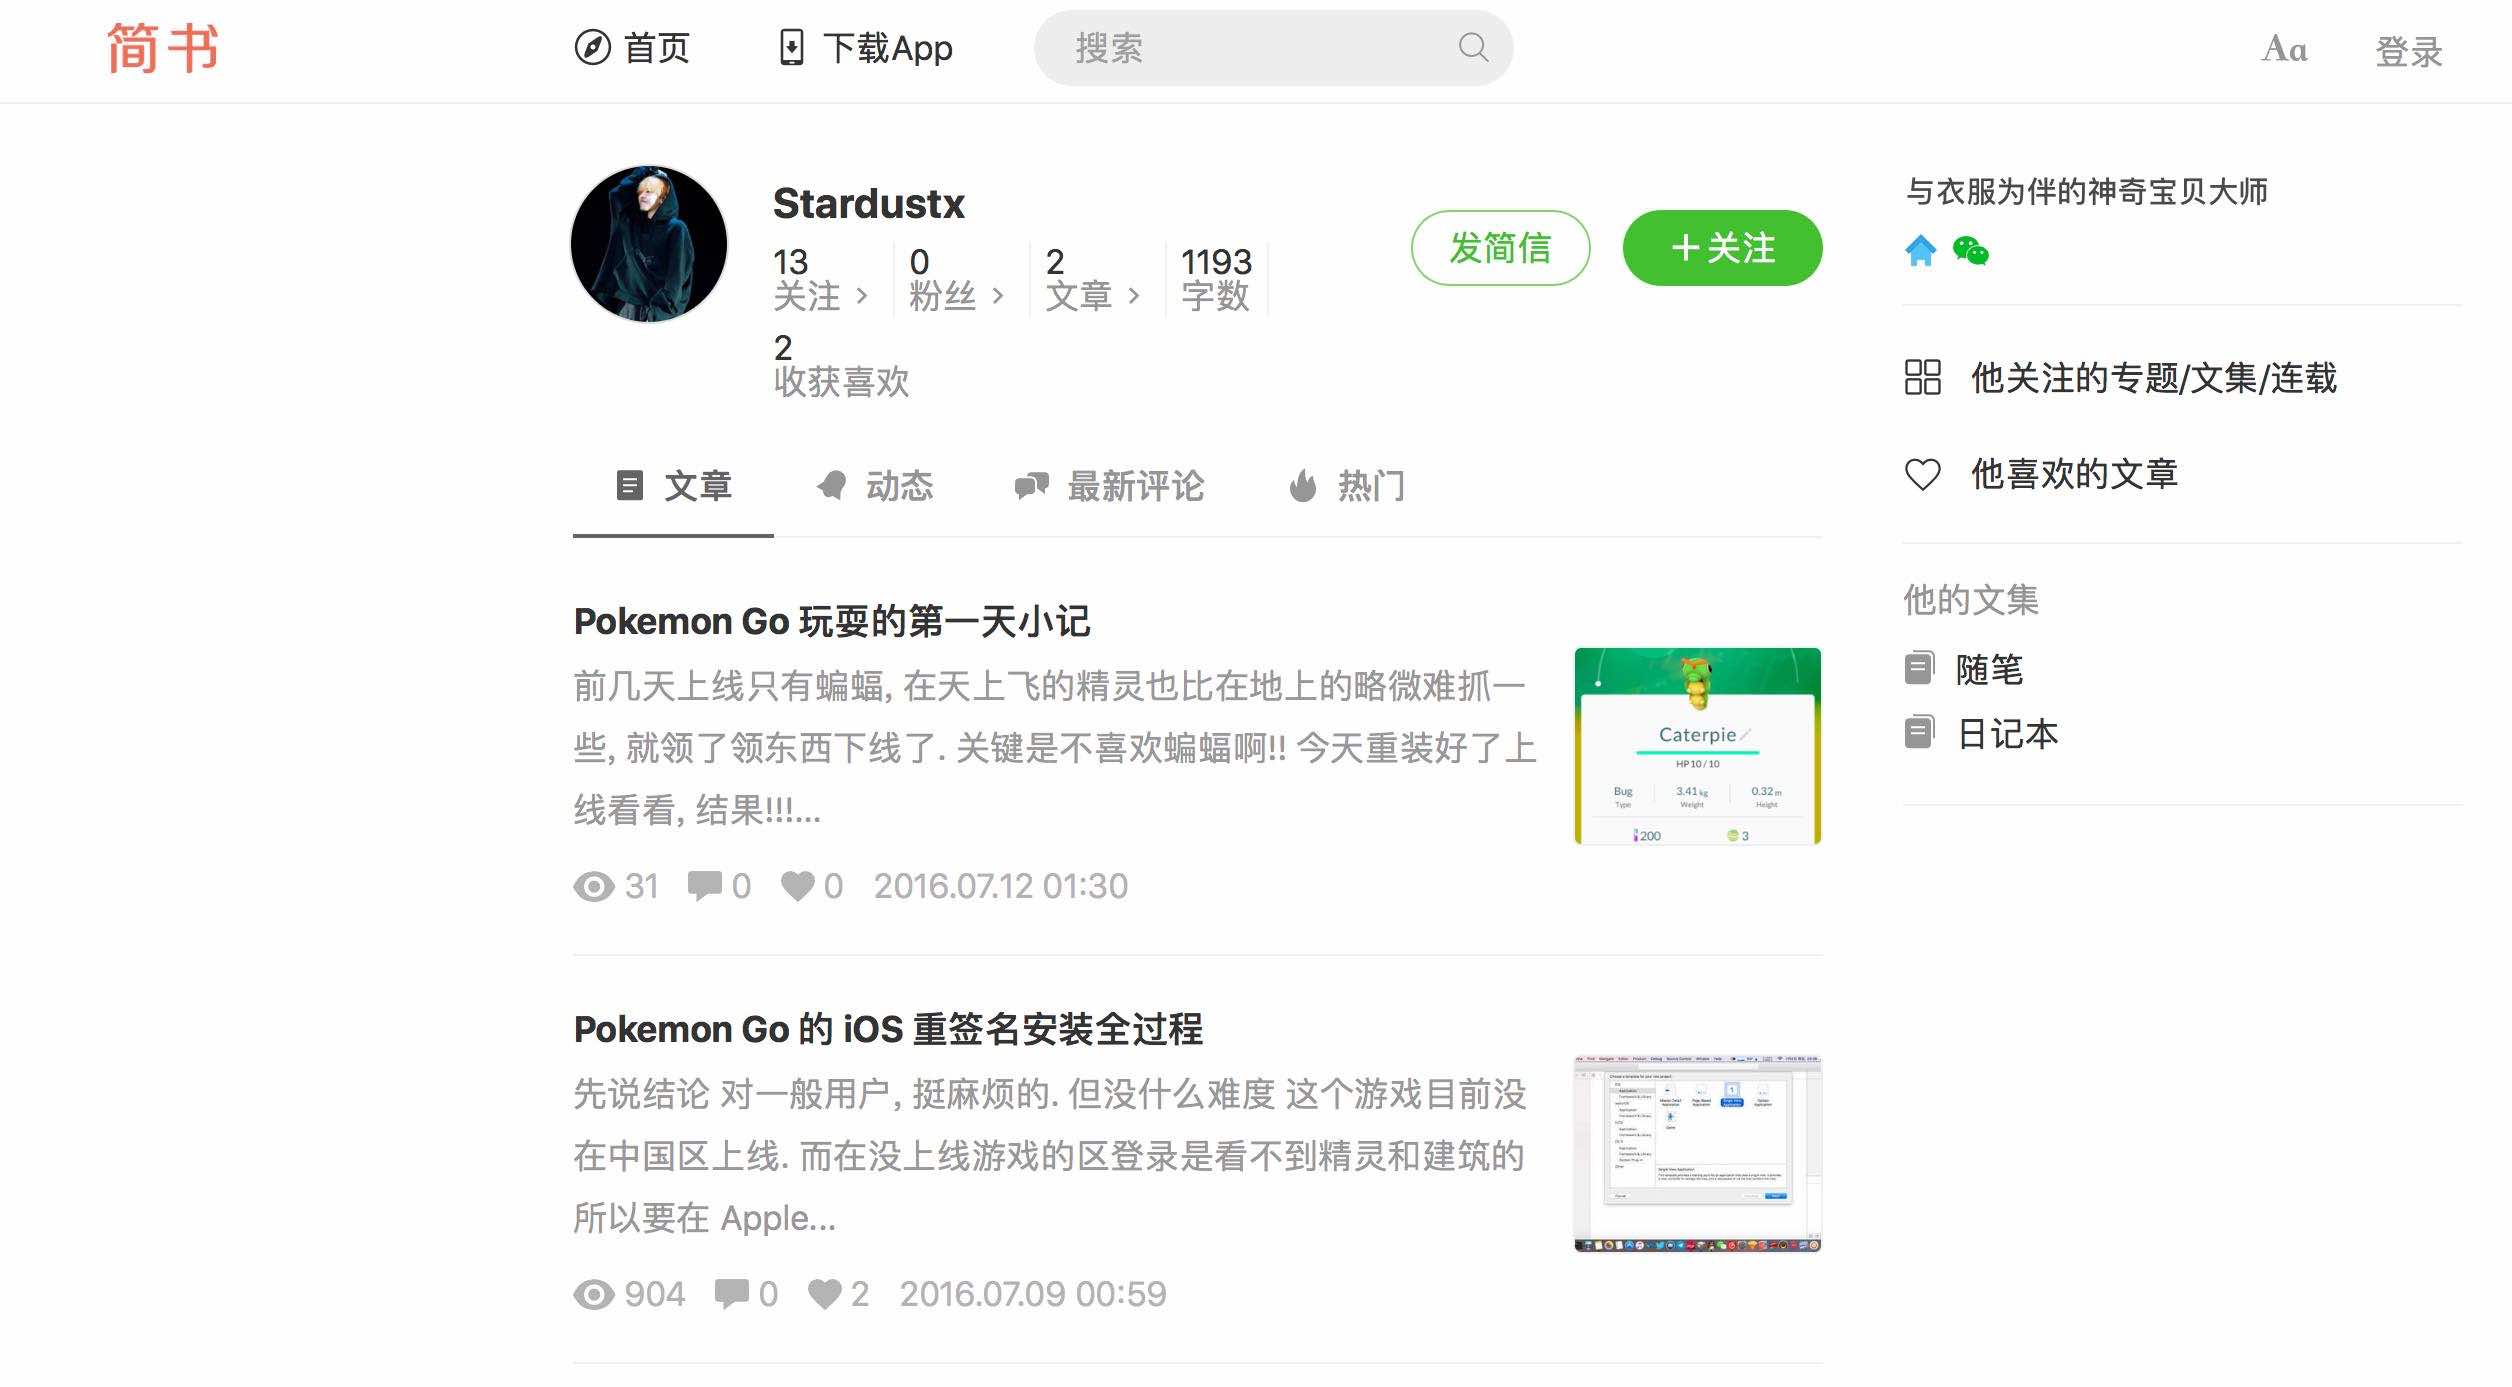 简书
首页
下载App
搜索
Aa
登录
Stardustx
13
关注
0
粉丝
2
文章
1193
字数
2
收获喜欢
发简信
+关注
与衣服为伴的神奇宝贝大师
他关注的专题/文集/连载
他喜欢的文章
他的文集
随笔
日记本
文章
动态
最新评论
热门
Pokemon Go 玩耍的第一天小记
前几天上线只有蝙蝠, 在天上飞的精灵也比在地上的略微难抓一
些, 就领了领东西下线了. 关键是不喜欢蝙蝠啊!! 今天重装好了上
线看看, 结果!!!...
31 0 0 2016.07.12 01:30
Caterpie
HP 10 / 10
Bug 3.41 kg 0.32 m
Type Weight Height
200 3
Pokemon Go 的 iOS 重签名安装全过程
先说结论 对一般用户, 挺麻烦的. 但没什么难度 这个游戏目前没
在中国区上线. 而在没上线游戏的区登录是看不到精灵和建筑的
所以要在 Apple...
904 0 2 2016.07.09 00:59